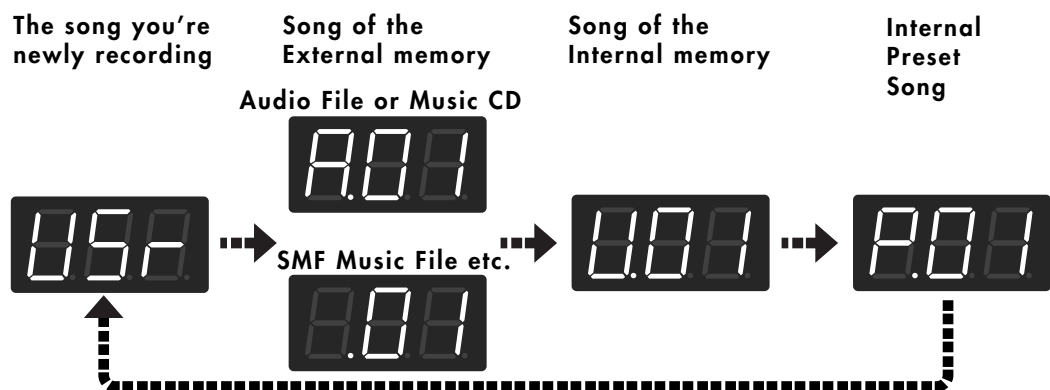 The song you're
newly recording
Song of the
External memory
Song of the
Internal memory
Internal
Preset
Song
Audio File or Music CD
A.01
USr
SMF Music File etc.
.01
U.01
P.01